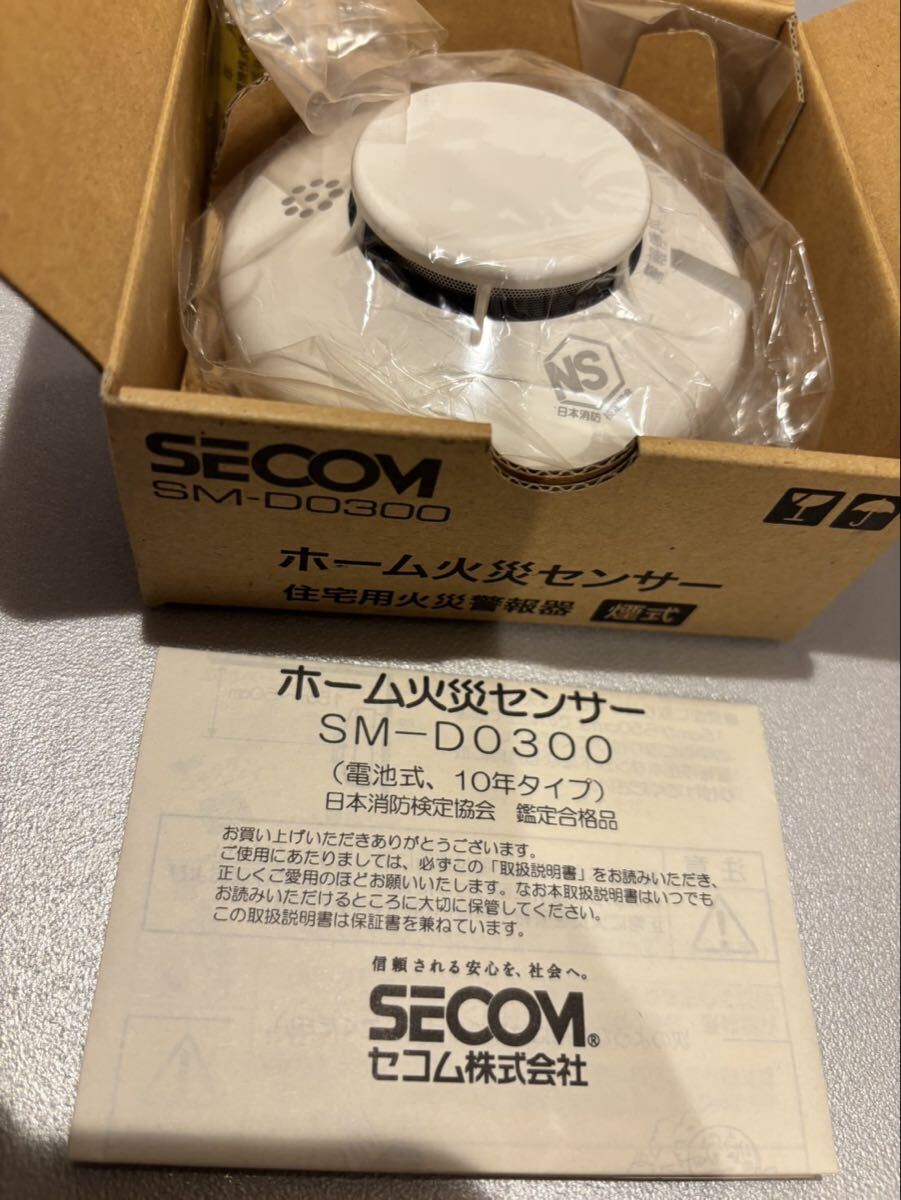 NS
日本消防
SECOM
SM-D0300
ホーム火災センサー
住宅用火災警報器 煙式
ホーム火災センサー
SM-D0300
(電池式、10年タイプ)
日本消防検定協会 鑑定合格品
お買い上げいただきありがとうございます。
ご使用にあたりましては、必ずこの「取扱説明書」をお読みいただき、
正しくご愛用のほどお願いいたします。なお本取扱説明書はいつでも
お読みいただけるところに大切に保管してください。
この取扱説明書は保証書を兼ねています。
信頼される安心を、社会へ。
SECOM®
セコム株式会社